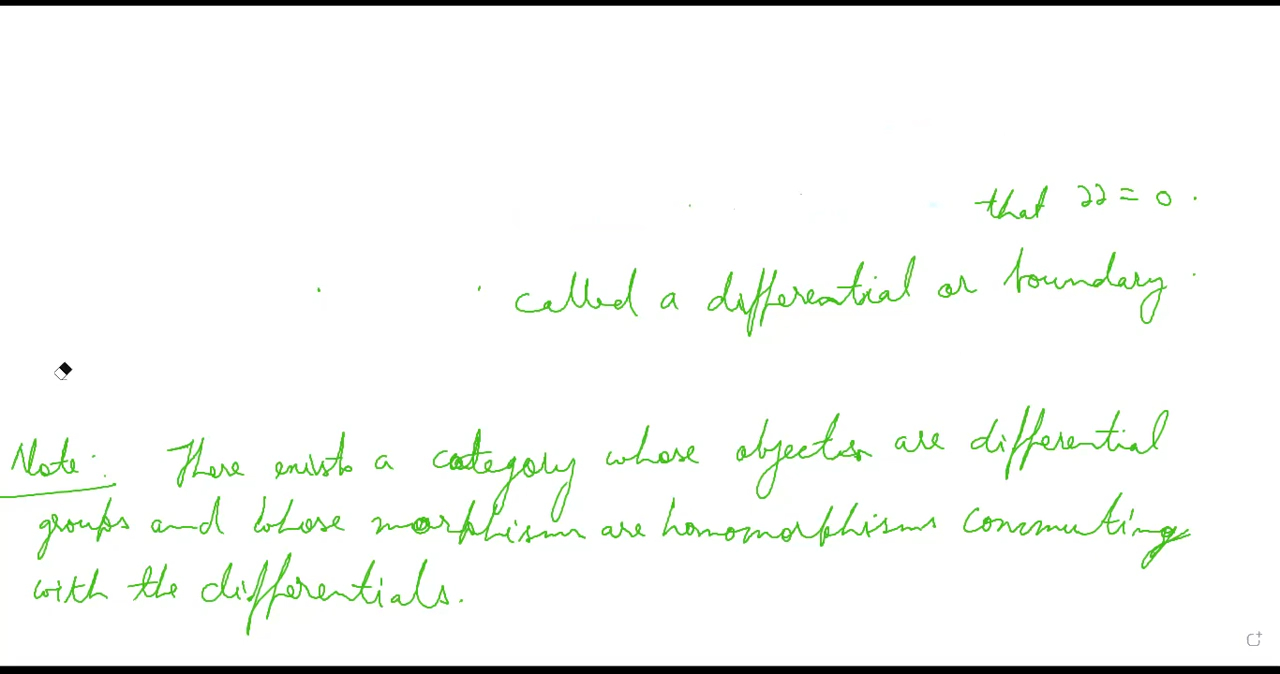 that ∂∂ = 0.
called a differential or boundary.
Note: There exists a category whose objects are differential
groups and whose morphisms are homomorphisms commuting
with the differentials.